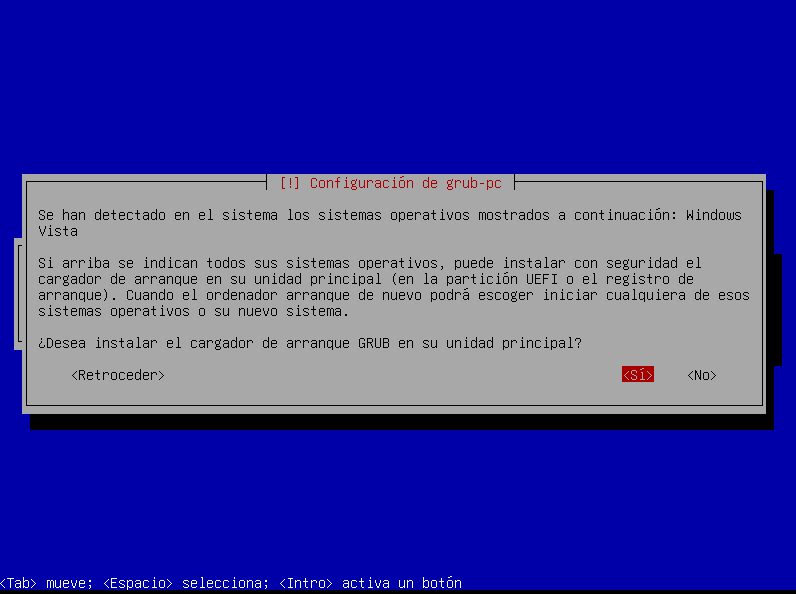 [!] Configuración de grub-pc
Se han detectado en el sistema los sistemas operativos mostrados a continuación: Windows
Vista
Si arriba se indican todos sus sistemas operativos, puede instalar con seguridad el
cargador de arranque en su unidad principal (en la partición UEFI o el registro de
arranque). Cuando el ordenador arranque de nuevo podrá escoger iniciar cualquiera de esos
sistemas operativos o su nuevo sistema.
¿Desea instalar el cargador de arranque GRUB en su unidad principal?
<Retroceder> <Sí> <No>
<Tab> mueve; <Espacio> selecciona; <Intro> activa un botón